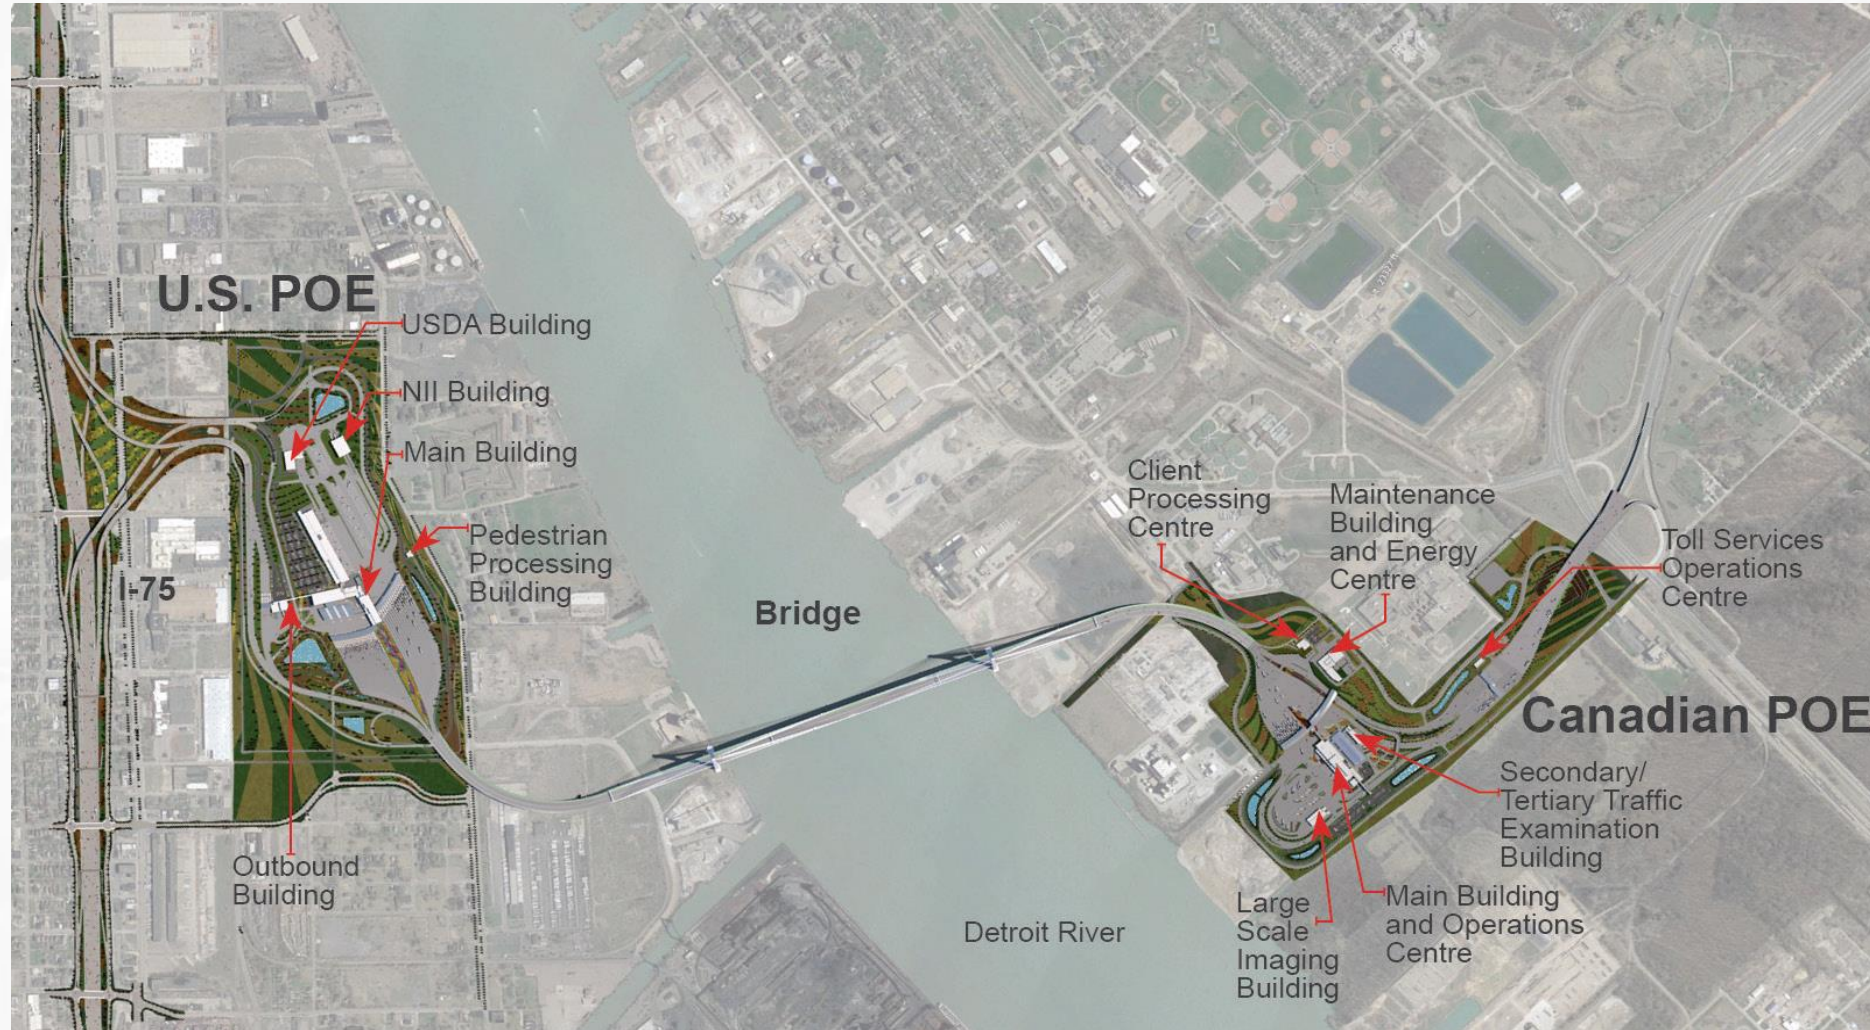 U.S. POE
USDA Building
NII Building
Main Building
Pedestrian
Processing
Building
I-75
Outbound
Building
Bridge
Detroit River
Client
Processing
Centre
Maintenance
Building
and Energy
Centre
Toll Services
Operations
Centre
Canadian POE
Secondary/
Tertiary Traffic
Examination
Building
Main Building
and Operations
Centre
Large
Scale
Imaging
Building